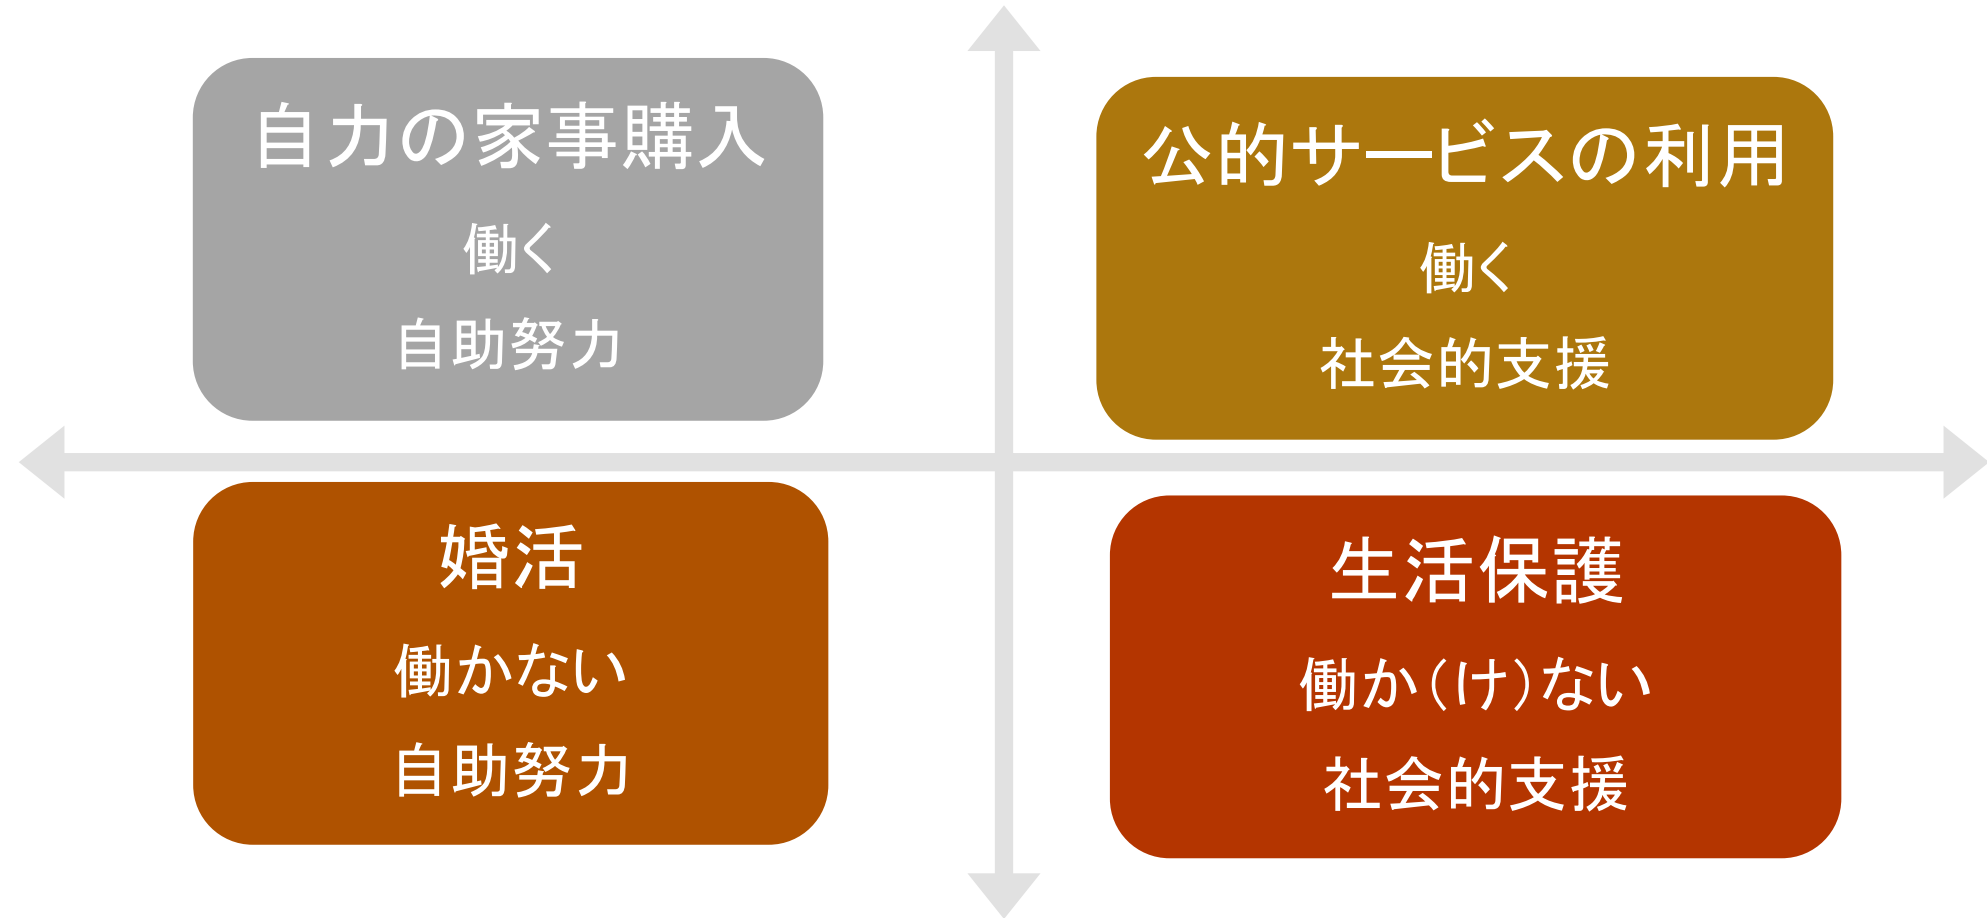 自力の家事購入
働く
自助努力
公的サービスの利用
働く
社会的支援
婚活
働かない
自助努力
生活保護
働か（け）ない
社会的支援